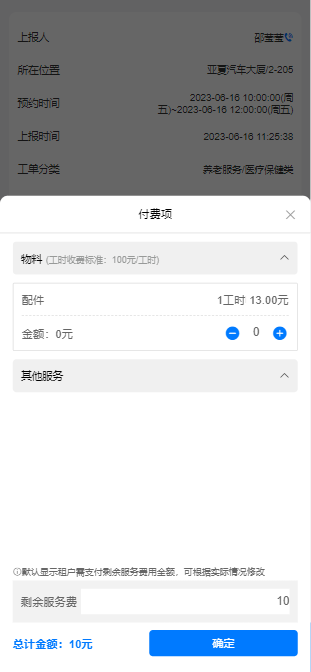 上报人 邵莹莹
所在位置 亚夏汽车大厦/2-205
预约时间 2023-06-16 10:00:00(周
五)~2023-06-16 12:00:00(周五)
上报时间 2023-06-16 11:25:38
工单分类 养老服务/医疗保健类
付费项
物料 (工时收费标准：100元/工时)
配件 1工时 13.00元
金额：0元 0
其他服务
默认显示租户需支付剩余服务费用全额，可根据实际情况修改
剩余服务费 10
总计金额：10元 确定